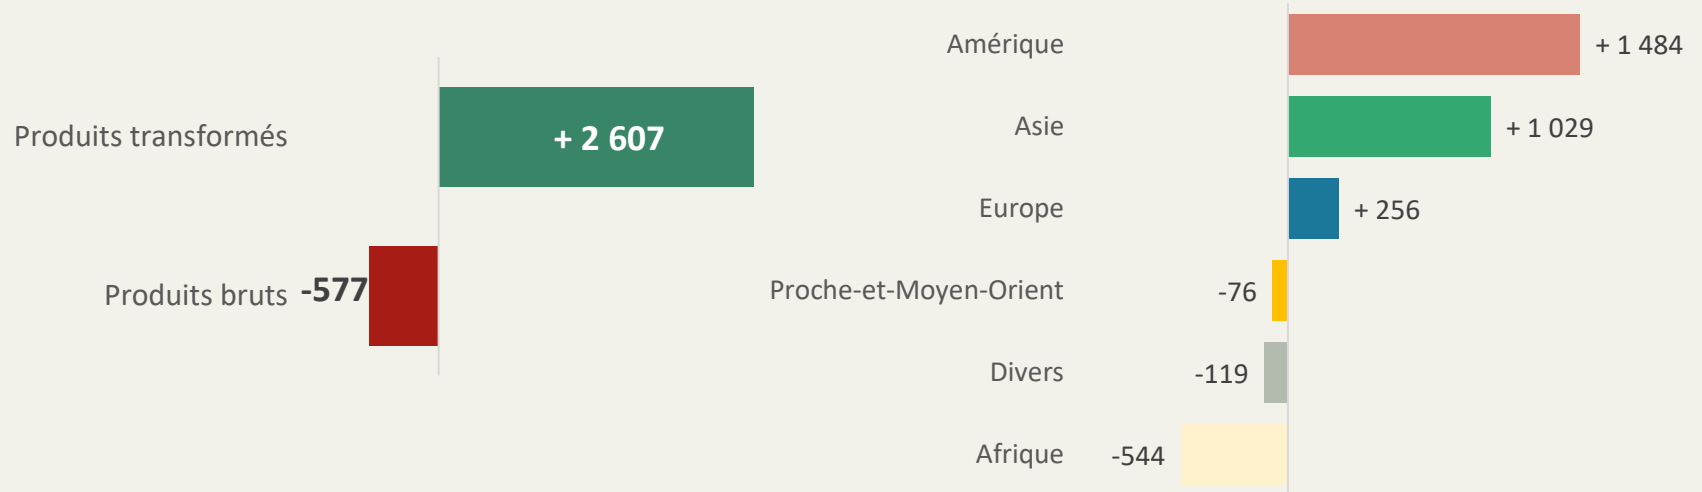 Produits transformés
+ 2 607
Produits bruts
-577
Amérique
+ 1 484
Asie
+ 1 029
Europe
+ 256
Proche-et-Moyen-Orient
-76
Divers
-119
Afrique
-544